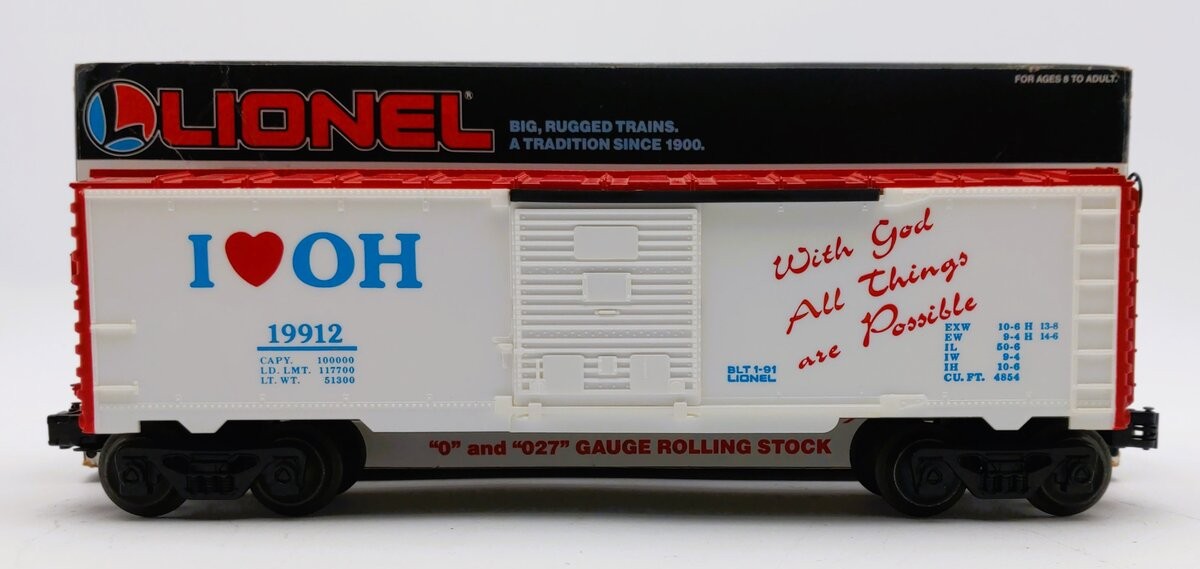 FOR AGES 8 TO ADULT.
LIONEL®
BIG, RUGGED TRAINS.
A TRADITION SINCE 1900.
I ♥ OH
19912
CAPY. 100000
LD. LMT. 117700
LT. WT. 51300
With God
All Things
are Possible
BLT 1-91
LIONEL
EXW 10-6 H 13-8
EW 9-4 H 14-6
IL 50-6
IW 9-4
IH 10-6
CU. FT. 4854
"O" and "027" GAUGE ROLLING STOCK